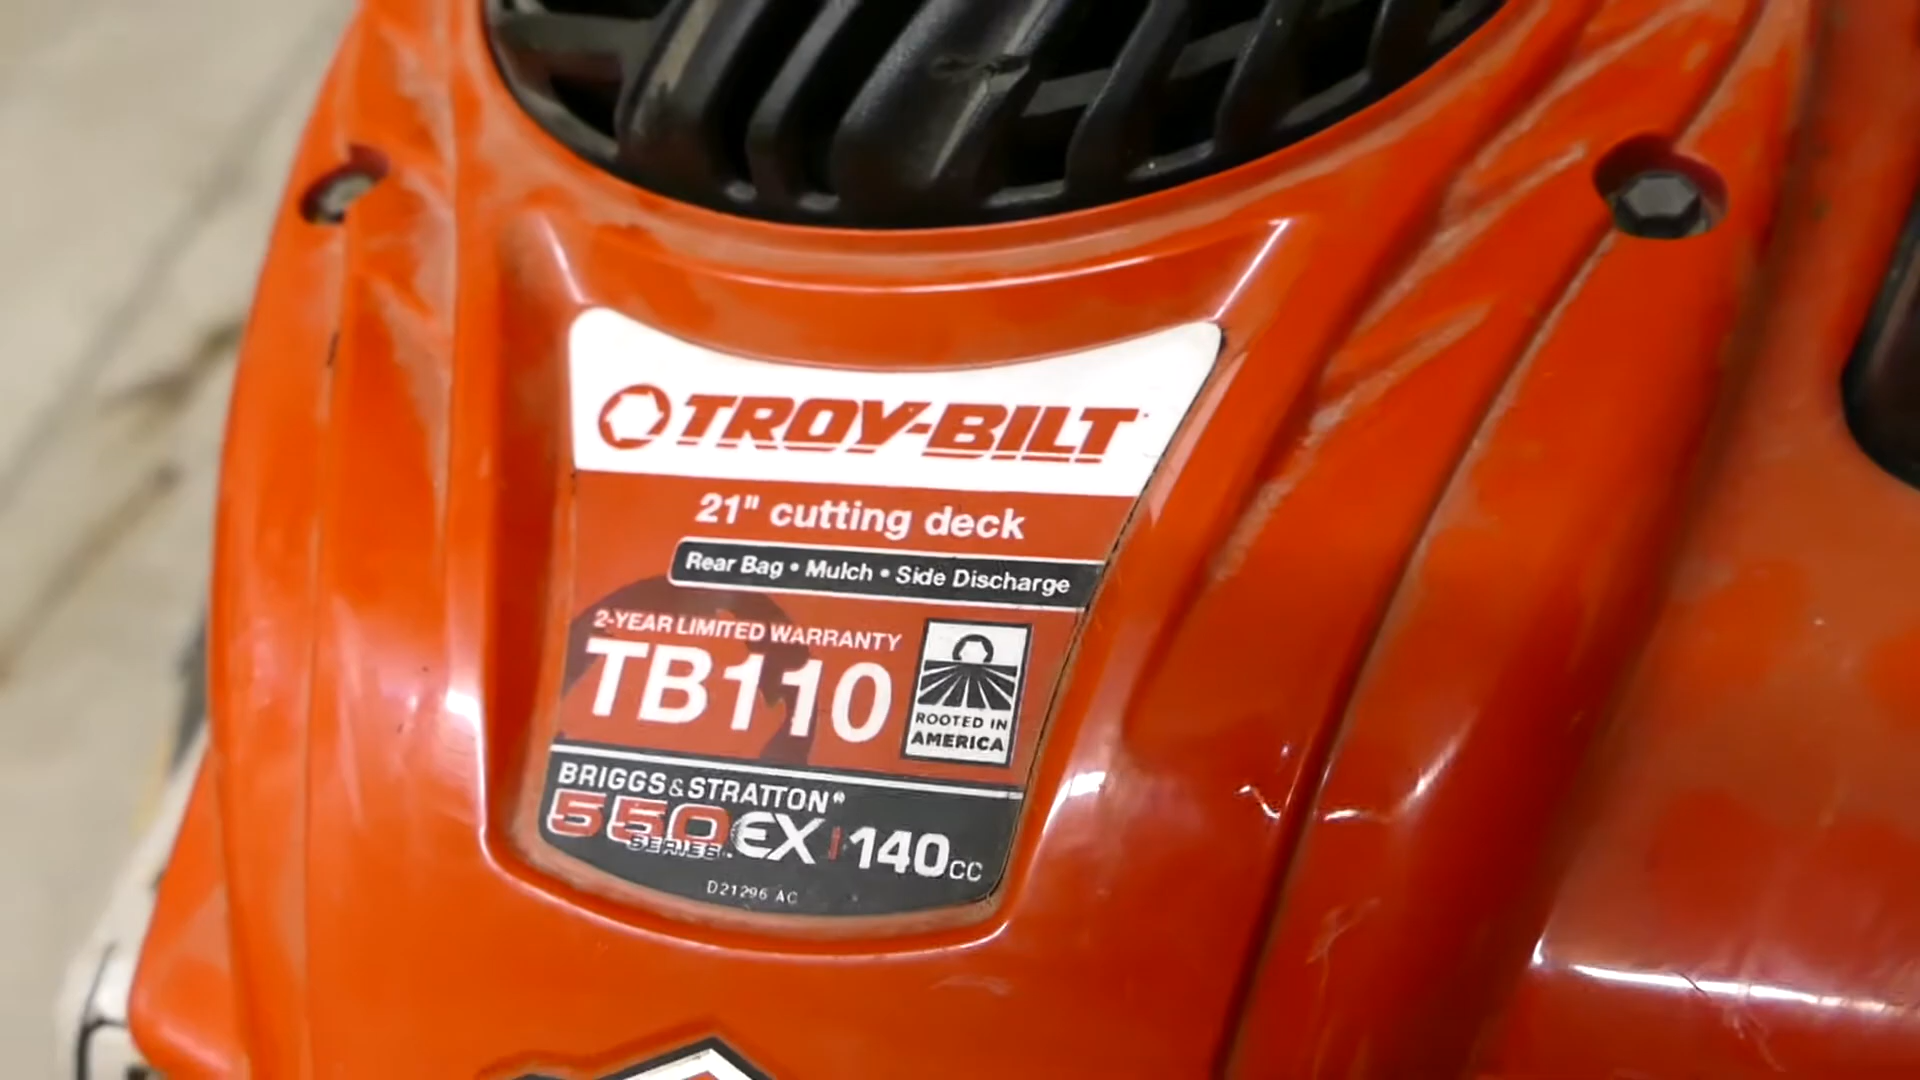 TROY-BILT
21" cutting deck
Rear Bag • Mulch • Side Discharge
2-YEAR LIMITED WARRANTY
TB110
ROOTED IN
AMERICA
BRIGGS & STRATTON®
550 EX | 140cc
SERIES
D21296 AC